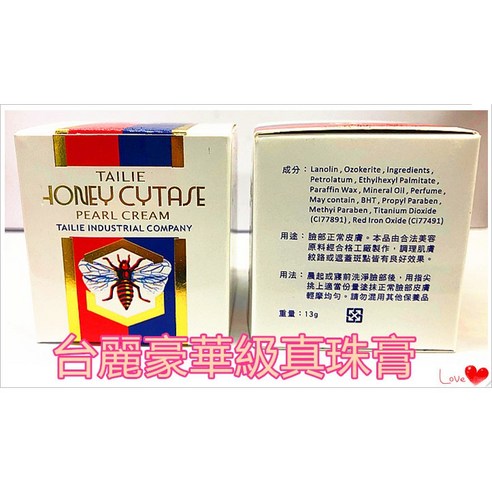 TAILIE
HONEY CYTASE
PEARL CREAM
TAILIE INDUSTRIAL COMPANY
成分：Lanolin , Ozokerite , Ingredients ,
Petrolatum , Ethylhexyl Palmitate ,
Paraffin Wax , Mineral Oil , Perfume ,
May contain , BHT , Propyl Paraben ,
Methyl Paraben , Titanium Dioxide
(Ci77891) , Red Iron Oxide (Ci77491)
用途：臉部正常皮膚。本品由合法美容
原料經合格工廠製作，調理肌膚
紋路或遮蓋斑點皆有良好效果。
用法：晨起或寢前洗淨臉部後，用指尖
挑上適當份量塗抹正常臉部皮膚
輕摩均勻。請勿混用其他保養品
重量：13g
台麗豪華級真珠膏
Love